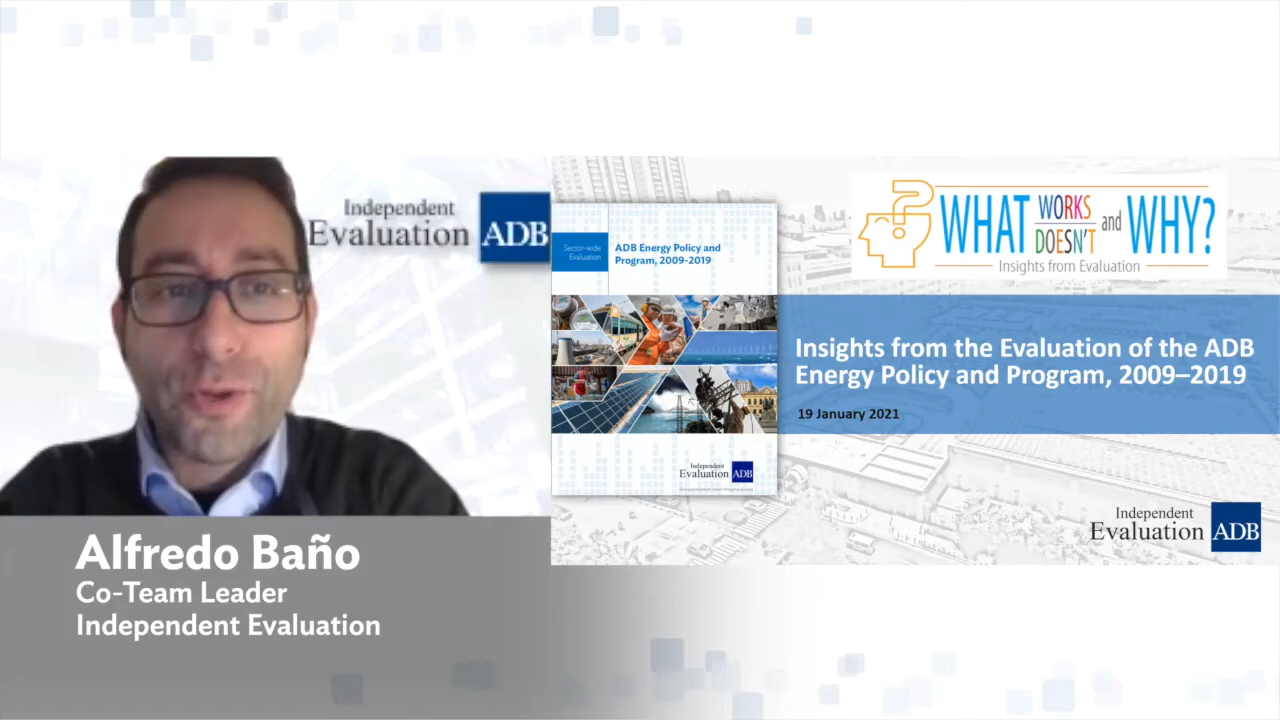 Independent
Evaluation
ADB
Sector-wide
Evaluation
ADB Energy Policy and
Program, 2009-2019
Independent
Evaluation ADB
WHAT WORKS DOESN'T and WHY?
Insights from Evaluation
Insights from the Evaluation of the ADB
Energy Policy and Program, 2009–2019
19 January 2021
Independent
Evaluation
ADB
Alfredo Baño
Co-Team Leader
Independent Evaluation